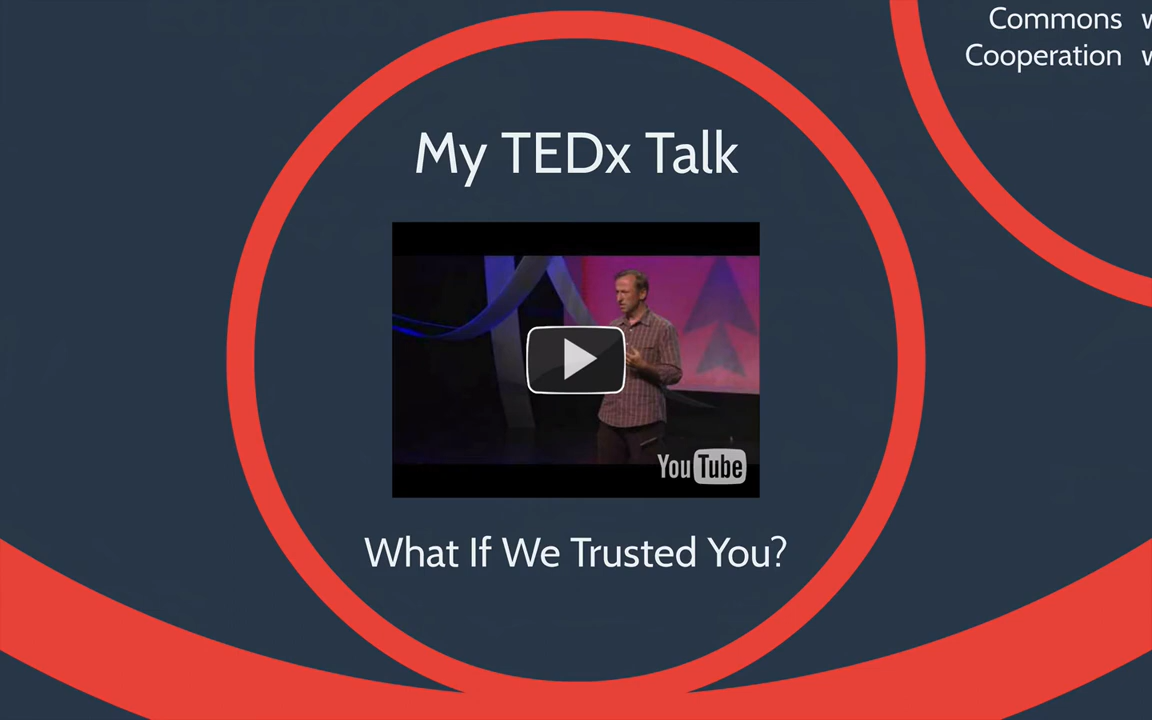 Commons
Cooperation
My TEDx Talk
YouTube
What If We Trusted You?